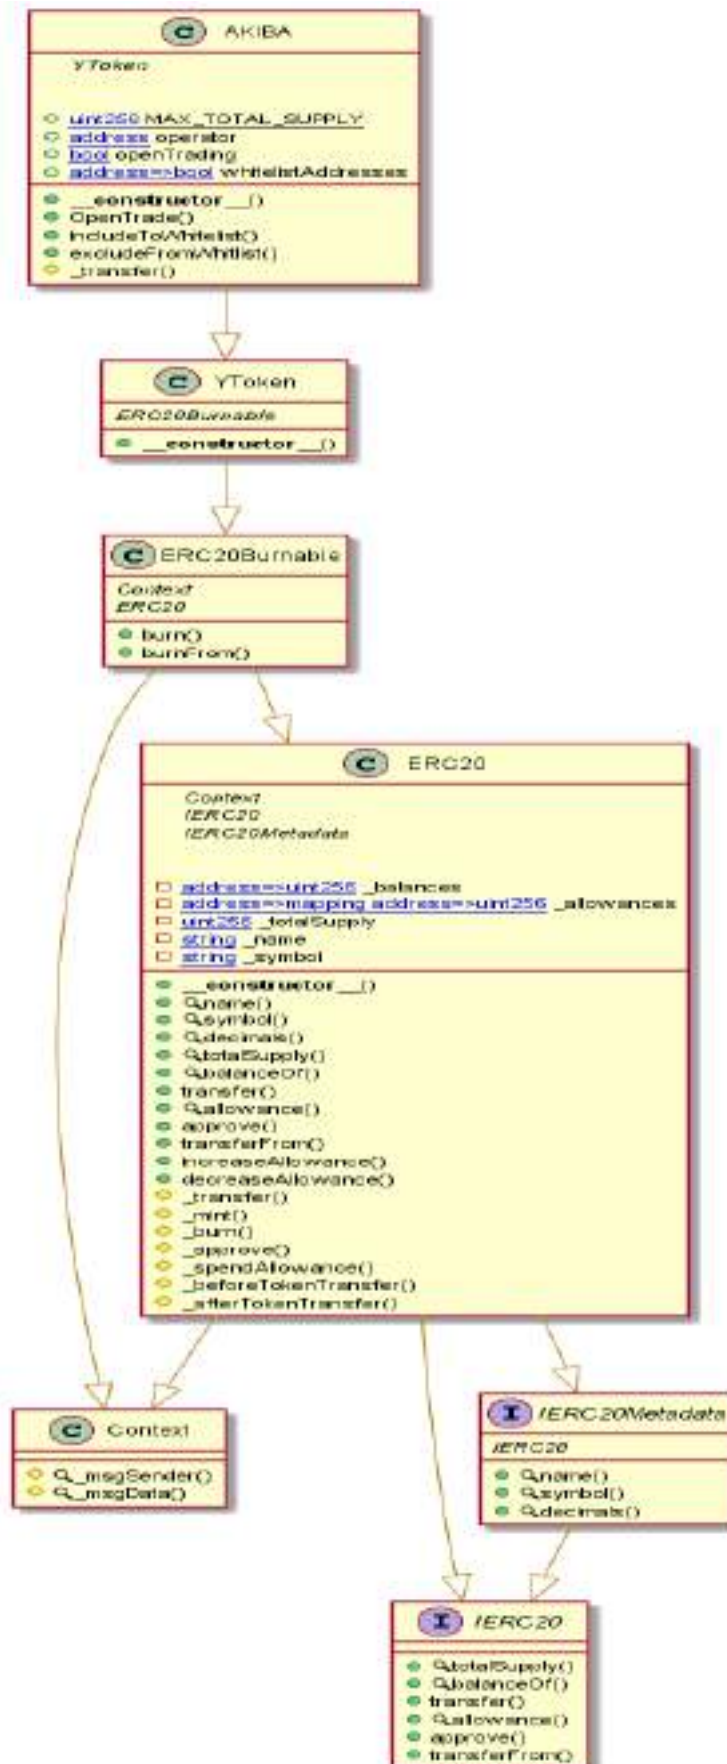 C AKIBA
YToken
uint256 MAX_TOTAL_SUPPLY
address operator
bool openTrading
address=>bool whitelistAddresses
__constructor__()
OpenTrade()
includeToWhitelist()
excludeFromWhitlist()
_transfer()
C YToken
ERC20Burnable
__constructor__()
C ERC20Burnable
Context
ERC20
burn()
burnFrom()
C ERC20
Context
IERC20
IERC20Metadata
address=>uint256 _balances
address=>mapping address=>uint256 _allowances
uint256 _totalSupply
string _name
string _symbol
__constructor__()
name()
symbol()
decimals()
totalSupply()
balanceOf()
transfer()
allowance()
approve()
transferFrom()
increaseAllowance()
decreaseAllowance()
_transfer()
_mint()
_burn()
_approve()
_spendAllowance()
_beforeTokenTransfer()
_afterTokenTransfer()
C Context
_msgSender()
_msgData()
I IERC20Metadata
IERC20
name()
symbol()
decimals()
I IERC20
totalSupply()
balanceOf()
transfer()
allowance()
approve()
transferFrom()